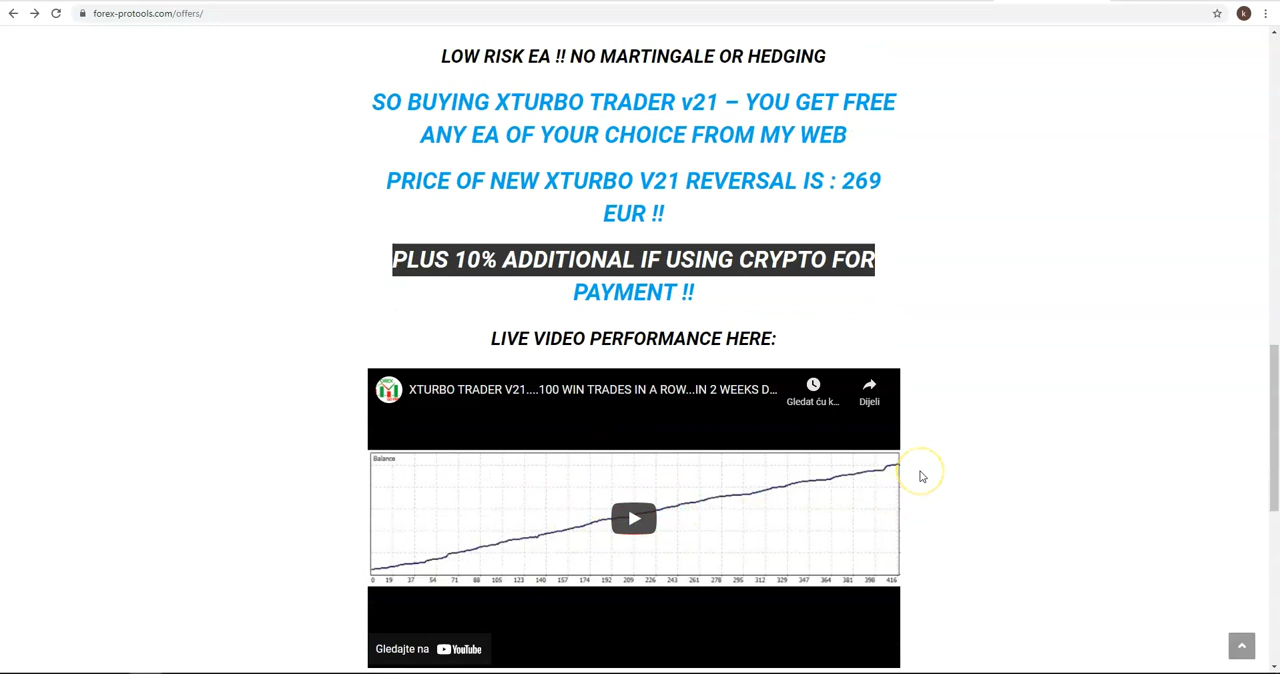 forex-protools.com/offers/
k
LOW RISK EA !! NO MARTINGALE OR HEDGING
SO BUYING XTURBO TRADER v21 – YOU GET FREE
ANY EA OF YOUR CHOICE FROM MY WEB
PRICE OF NEW XTURBO V21 REVERSAL IS : 269
EUR !!
PLUS 10% ADDITIONAL IF USING CRYPTO FOR
PAYMENT !!
LIVE VIDEO PERFORMANCE HERE:
XTURBO TRADER V21....100 WIN TRADES IN A ROW...IN 2 WEEKS D...
Gledat ću k...
Dijeli
Balance
0 19 37 54 71 88 105 123 140 157 174 192 209 226 243 261 278 295 312 329 347 364 381 398 416
Gledajte na YouTube